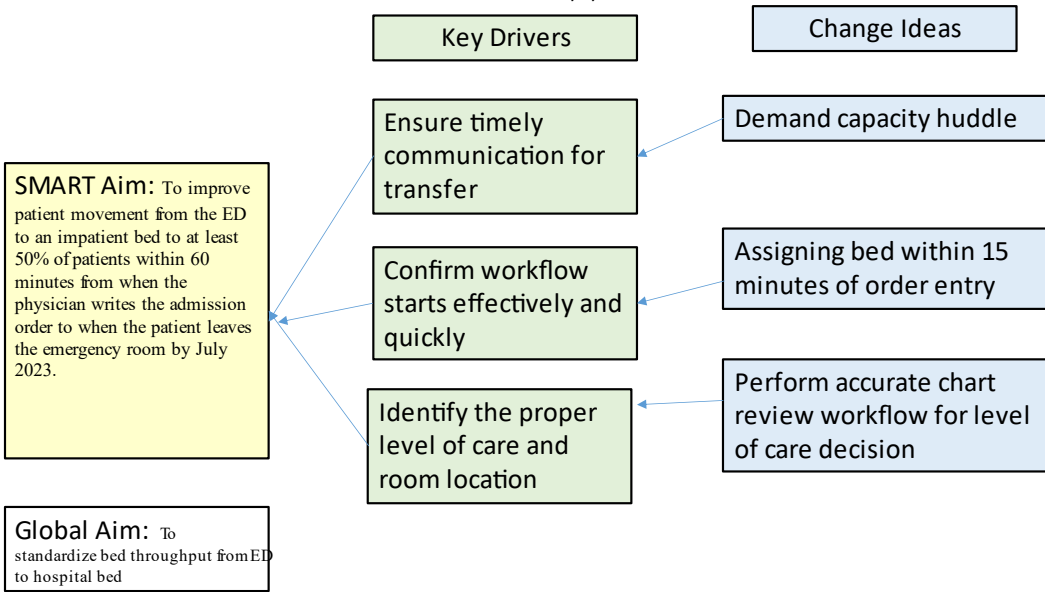 Key Drivers
Change Ideas
SMART Aim: To improve
patient movement from the ED
to an impatient bed to at least
50% of patients within 60
minutes from when the
physician writes the admission
order to when the patient leaves
the emergency room by July
2023.
Global Aim: To
standardize bed throughput from ED
to hospital bed
Ensure timely
communication for
transfer
Confirm workflow
starts effectively and
quickly
Identify the proper
level of care and
room location
Demand capacity huddle
Assigning bed within 15
minutes of order entry
Perform accurate chart
review workflow for level
of care decision